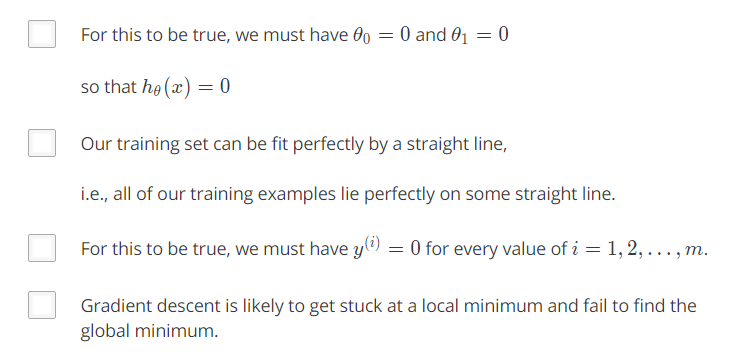 For this to be true, we must have θ₀ = 0 and θ₁ = 0
so that hθ(x) = 0
Our training set can be fit perfectly by a straight line,
i.e., all of our training examples lie perfectly on some straight line.
For this to be true, we must have y⁽ⁱ⁾ = 0 for every value of i = 1, 2, . . . , m.
Gradient descent is likely to get stuck at a local minimum and fail to find the
global minimum.